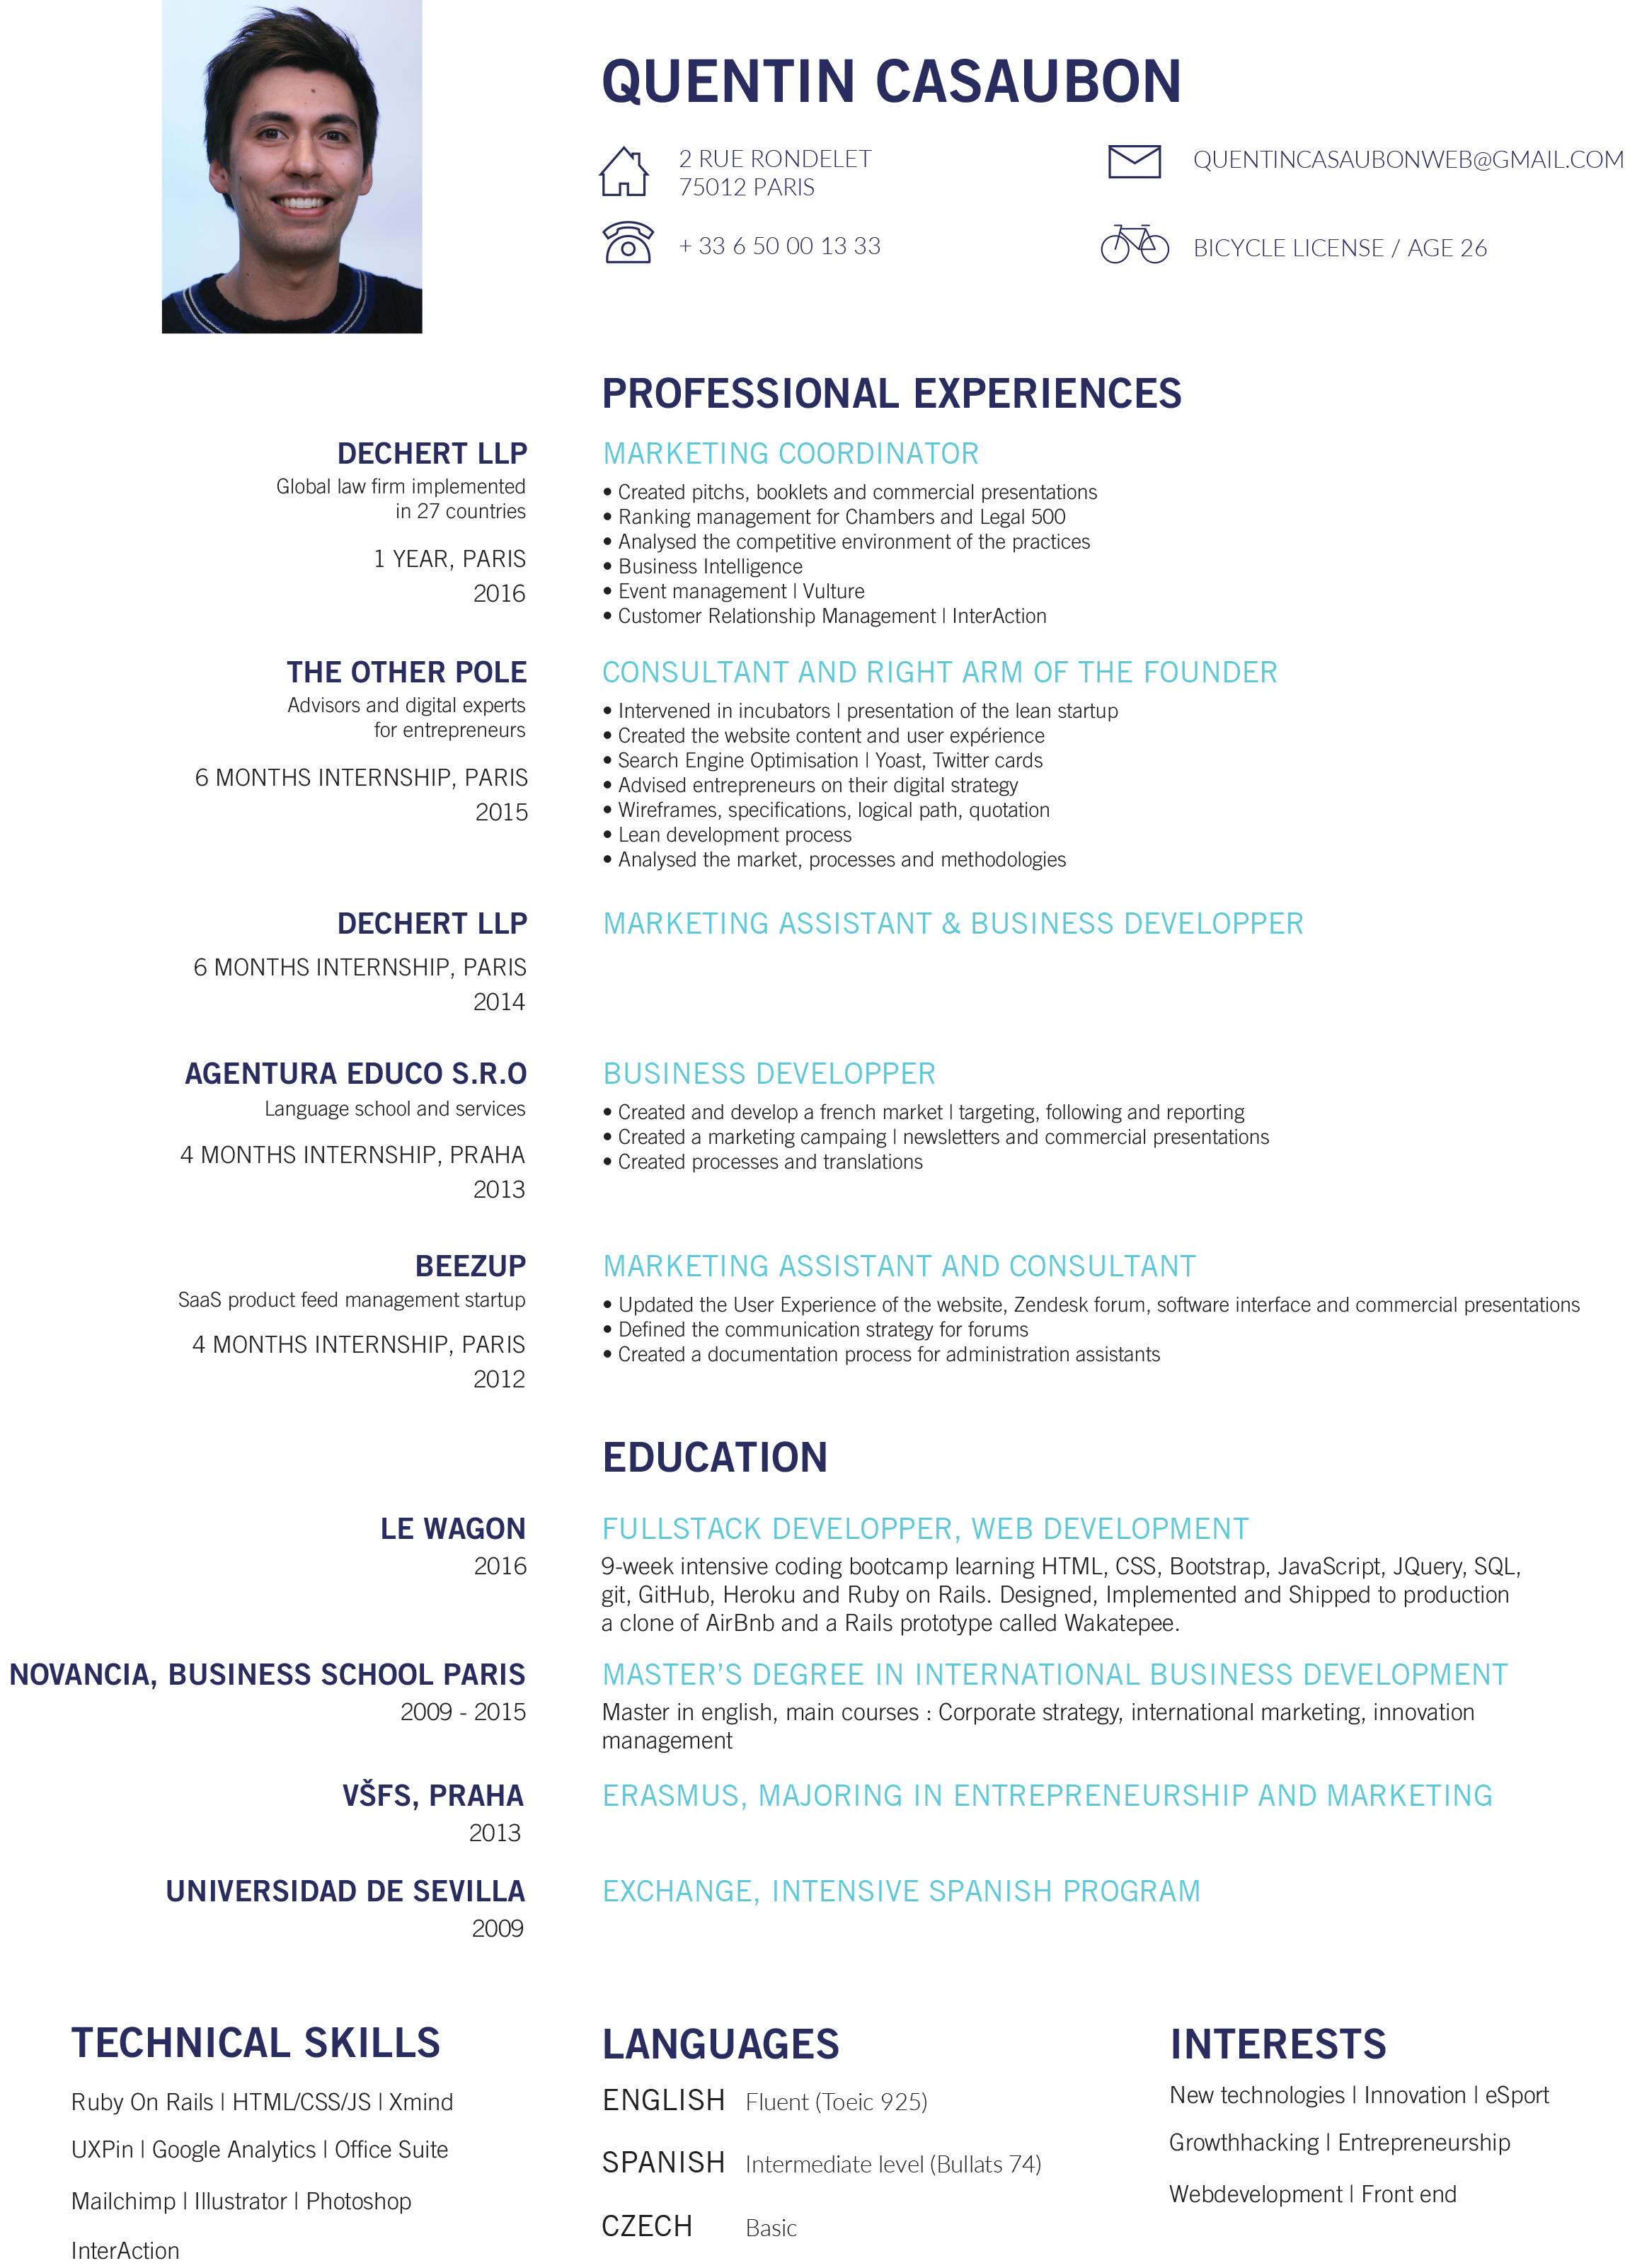 QUENTIN CASAUBON
2 RUE RONDELET
75012 PARIS
QUENTINCASAUBONWEB@GMAIL.COM
+ 33 6 50 00 13 33
BICYCLE LICENSE / AGE 26
PROFESSIONAL EXPERIENCES
DECHERT LLP
Global law firm implemented
in 27 countries
1 YEAR, PARIS
2016
MARKETING COORDINATOR
• Created pitchs, booklets and commercial presentations
• Ranking management for Chambers and Legal 500
• Analysed the competitive environment of the practices
• Business Intelligence
• Event management | Vulture
• Customer Relationship Management | InterAction
THE OTHER POLE
Advisors and digital experts
for entrepreneurs
6 MONTHS INTERNSHIP, PARIS
2015
CONSULTANT AND RIGHT ARM OF THE FOUNDER
• Intervened in incubators | presentation of the lean startup
• Created the website content and user expérience
• Search Engine Optimisation | Yoast, Twitter cards
• Advised entrepreneurs on their digital strategy
• Wireframes, specifications, logical path, quotation
• Lean development process
• Analysed the market, processes and methodologies
DECHERT LLP
6 MONTHS INTERNSHIP, PARIS
2014
MARKETING ASSISTANT & BUSINESS DEVELOPPER
AGENTURA EDUCO S.R.O
Language school and services
4 MONTHS INTERNSHIP, PRAHA
2013
BUSINESS DEVELOPPER
• Created and develop a french market | targeting, following and reporting
• Created a marketing campaing | newsletters and commercial presentations
• Created processes and translations
BEEZUP
SaaS product feed management startup
4 MONTHS INTERNSHIP, PARIS
2012
MARKETING ASSISTANT AND CONSULTANT
• Updated the User Experience of the website, Zendesk forum, software interface and commercial presentations
• Defined the communication strategy for forums
• Created a documentation process for administration assistants
EDUCATION
LE WAGON
2016
FULLSTACK DEVELOPPER, WEB DEVELOPMENT
9-week intensive coding bootcamp learning HTML, CSS, Bootstrap, JavaScript, JQuery, SQL,
git, GitHub, Heroku and Ruby on Rails. Designed, Implemented and Shipped to production
a clone of AirBnb and a Rails prototype called Wakatepee.
NOVANCIA, BUSINESS SCHOOL PARIS
2009 - 2015
MASTER'S DEGREE IN INTERNATIONAL BUSINESS DEVELOPMENT
Master in english, main courses : Corporate strategy, international marketing, innovation
management
VŠFS, PRAHA
2013
ERASMUS, MAJORING IN ENTREPRENEURSHIP AND MARKETING
UNIVERSIDAD DE SEVILLA
2009
EXCHANGE, INTENSIVE SPANISH PROGRAM
TECHNICAL SKILLS
Ruby On Rails | HTML/CSS/JS | Xmind
UXPin | Google Analytics | Office Suite
Mailchimp | Illustrator | Photoshop
InterAction
LANGUAGES
ENGLISH Fluent (Toeic 925)
SPANISH Intermediate level (Bullats 74)
CZECH Basic
INTERESTS
New technologies | Innovation | eSport
Growthhacking | Entrepreneurship
Webdevelopment | Front end